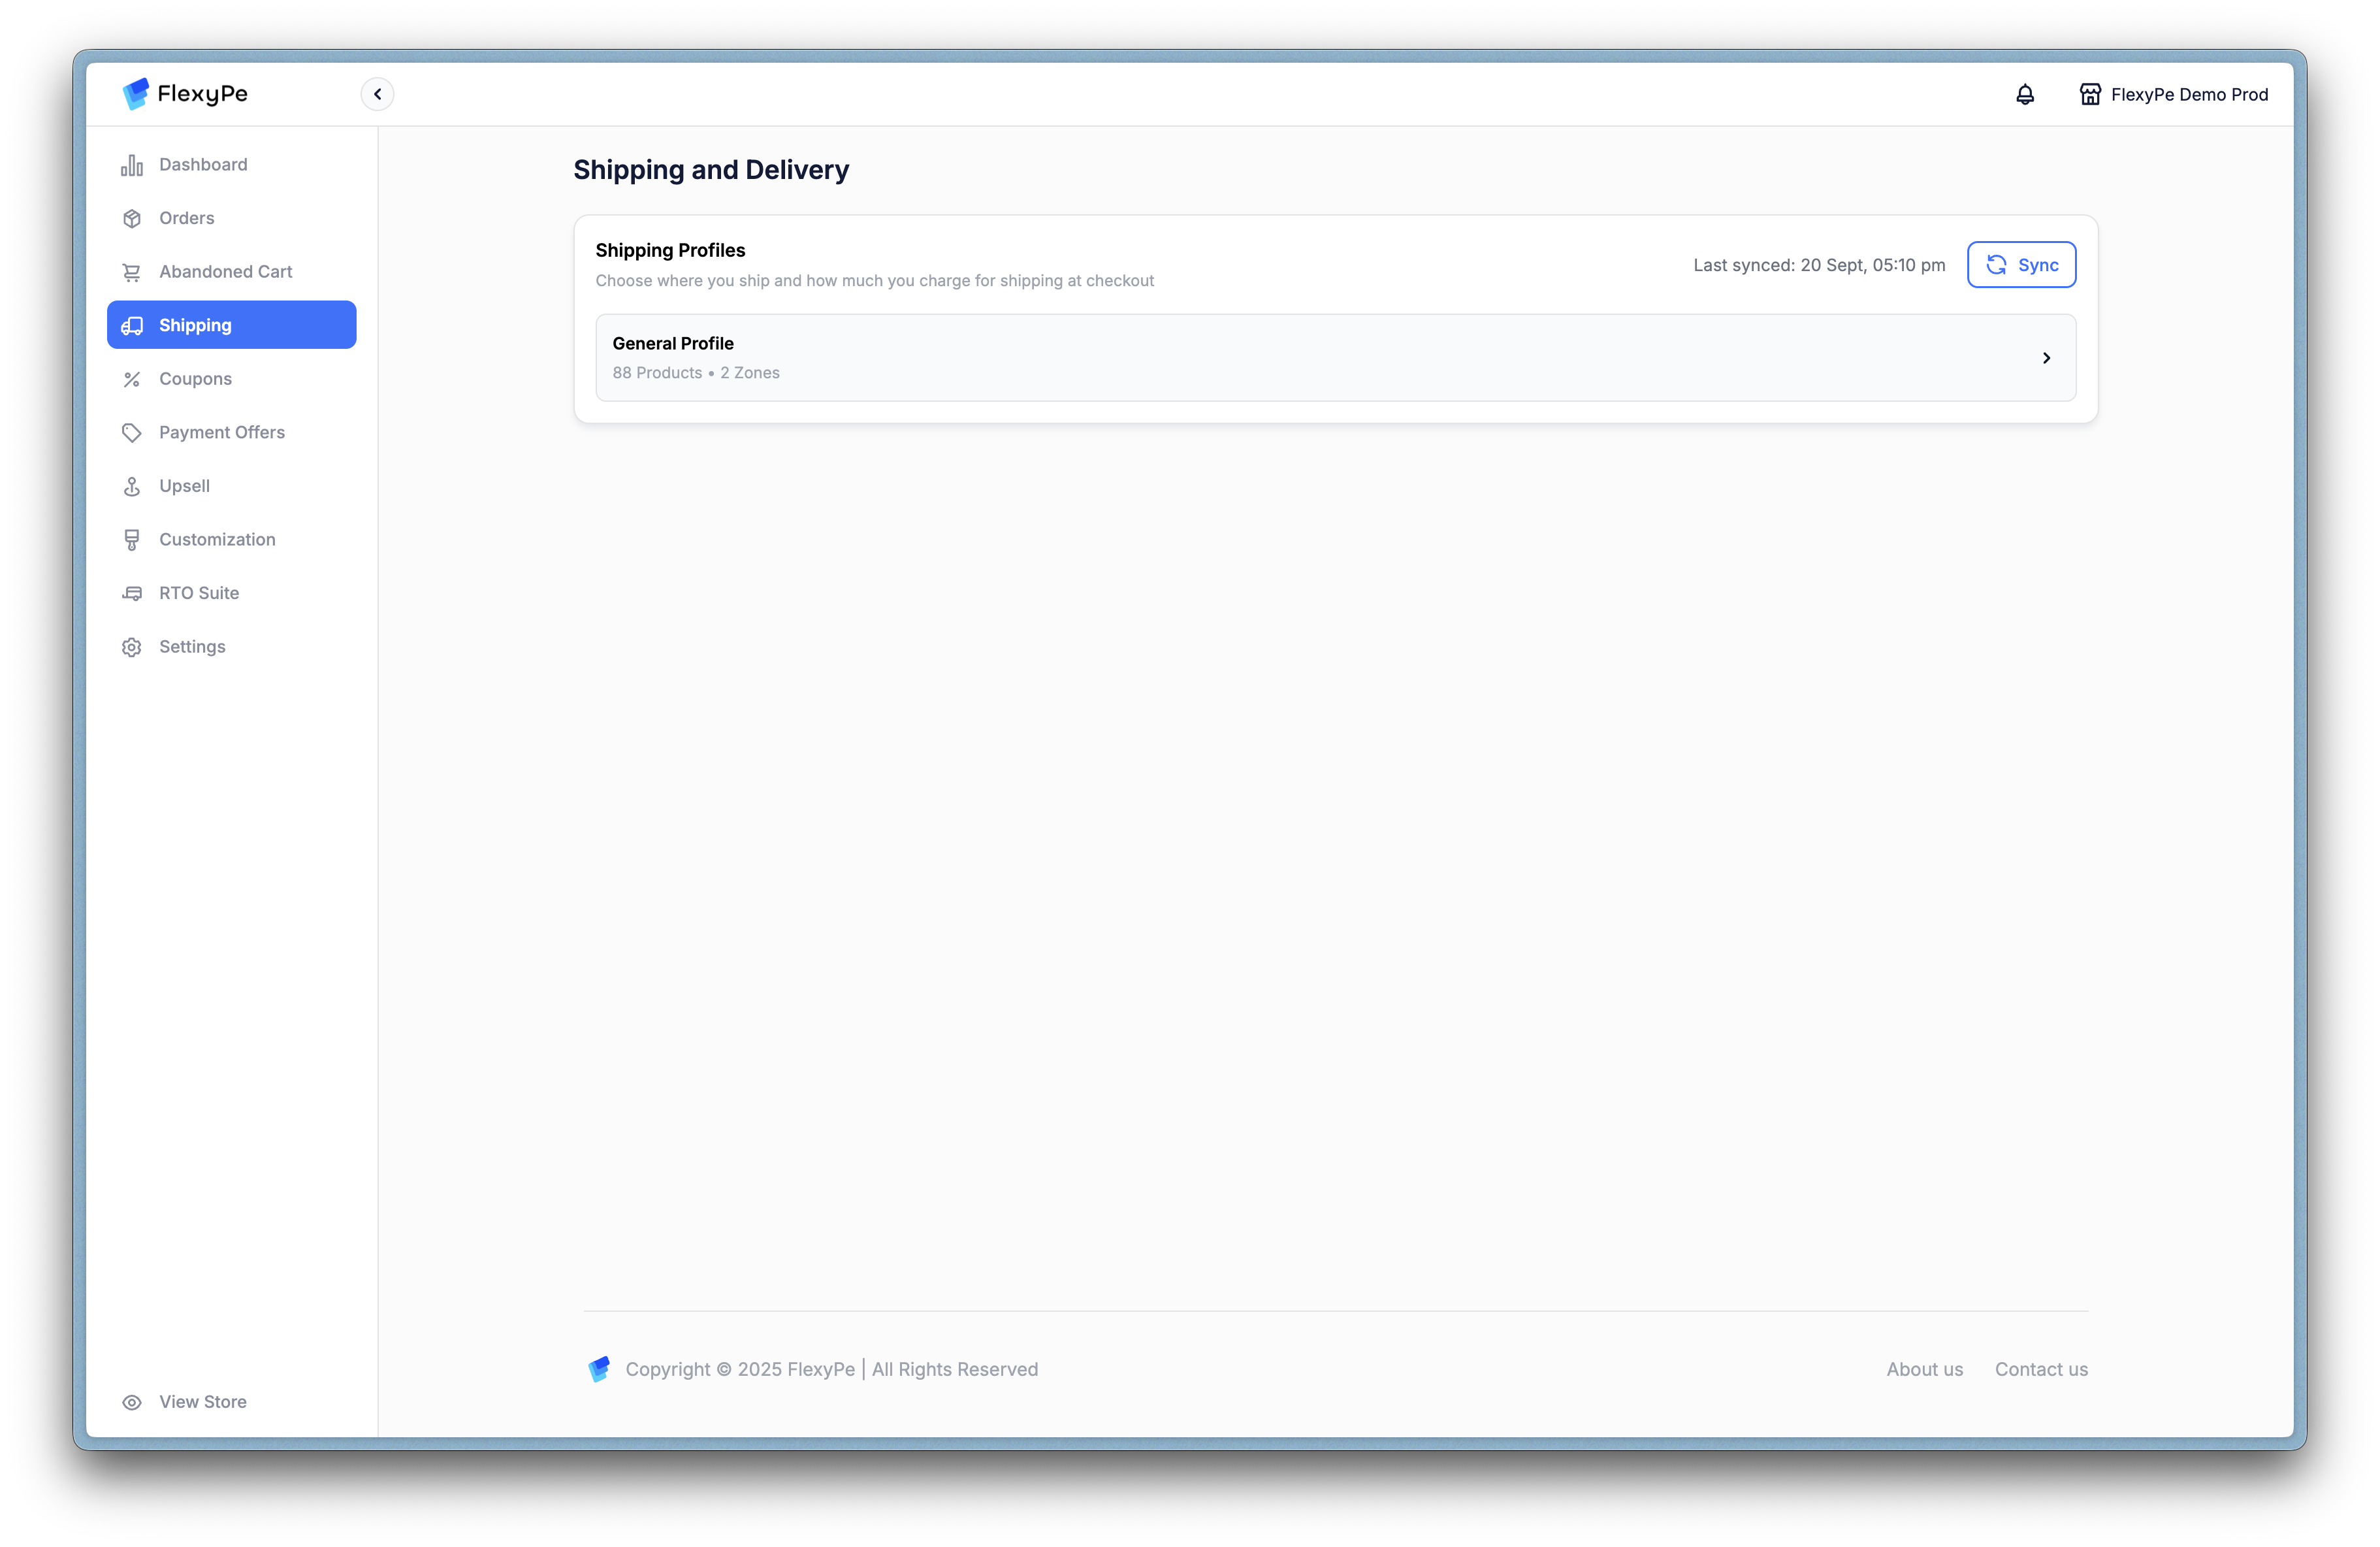 FlexyPe
FlexyPe Demo Prod
Dashboard
Orders
Abandoned Cart
Shipping
Coupons
Payment Offers
Upsell
Customization
RTO Suite
Settings
View Store
Shipping and Delivery
Shipping Profiles
Choose where you ship and how much you charge for shipping at checkout
Last synced: 20 Sept, 05:10 pm
Sync
General Profile
88 Products • 2 Zones
Copyright © 2025 FlexyPe | All Rights Reserved
About us
Contact us